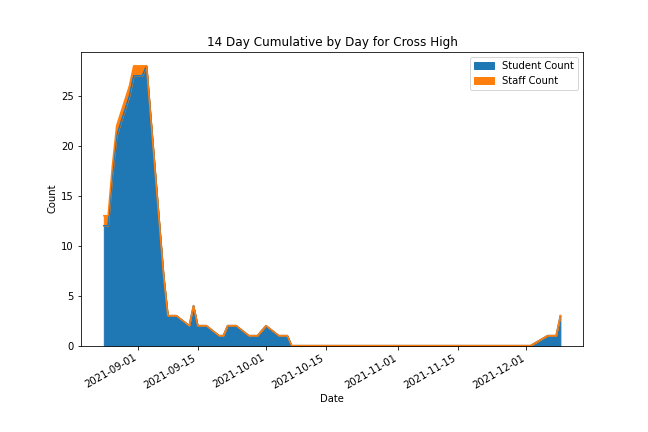 14 Day Cumulative by Day for Cross High
Student Count
Staff Count
Count
25
20
15
10
5
0
2021-09-01
2021-09-15
2021-10-01
2021-10-15
2021-11-01
2021-11-15
2021-12-01
Date